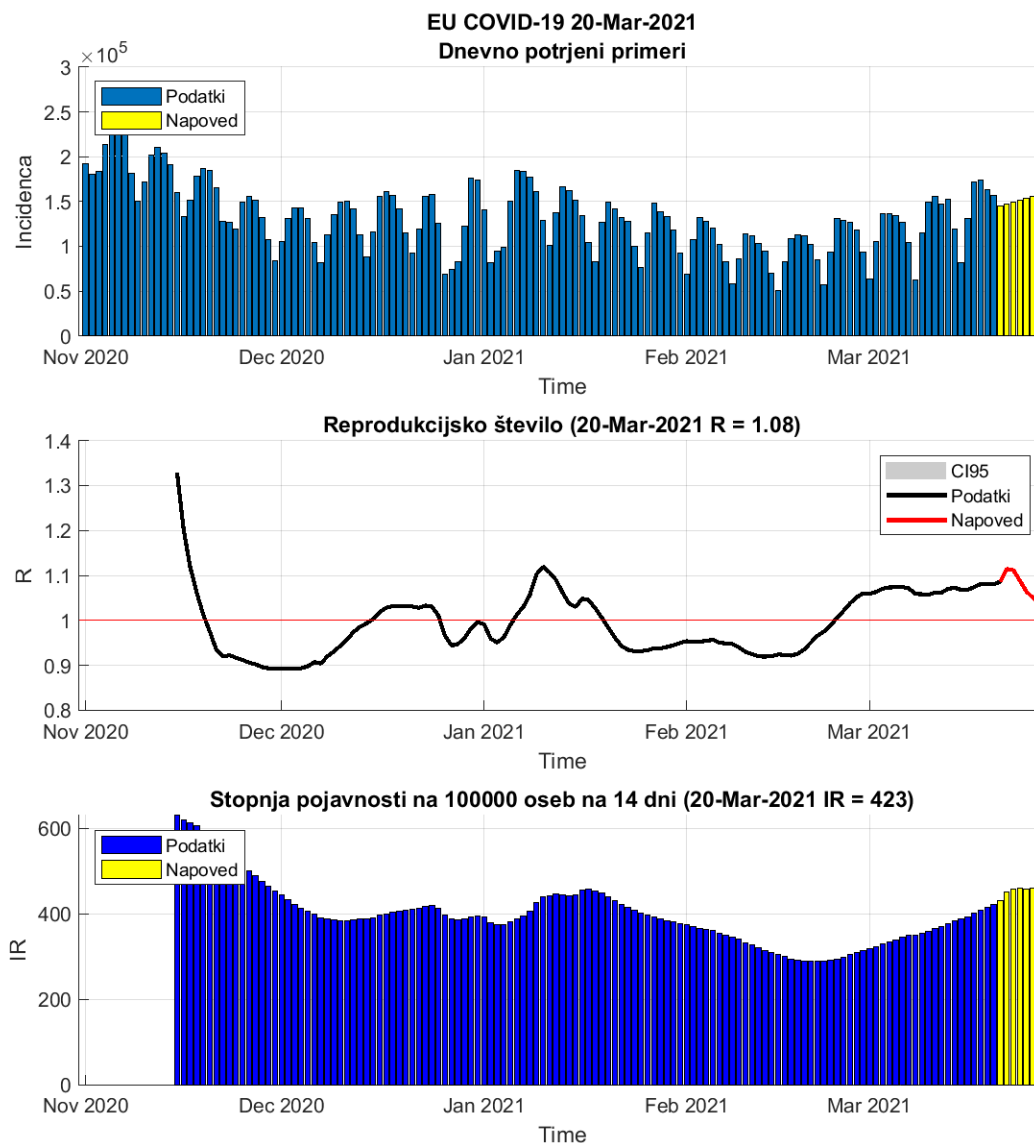 EU COVID-19 20-Mar-2021
Dnevno potrjeni primeri
×10^5
3
2.5
2
1.5
1
0.5
0
Incidenca
Podatki
Napoved
Nov 2020 Dec 2020 Jan 2021 Feb 2021 Mar 2021
Time
Reprodukcijsko število (20-Mar-2021 R = 1.08)
1.4
1.3
1.2
1.1
1
0.9
0.8
R
CI95
Podatki
Napoved
Nov 2020 Dec 2020 Jan 2021 Feb 2021 Mar 2021
Time
Stopnja pojavnosti na 100000 oseb na 14 dni (20-Mar-2021 IR = 423)
600
400
200
0
IR
Podatki
Napoved
Nov 2020 Dec 2020 Jan 2021 Feb 2021 Mar 2021
Time